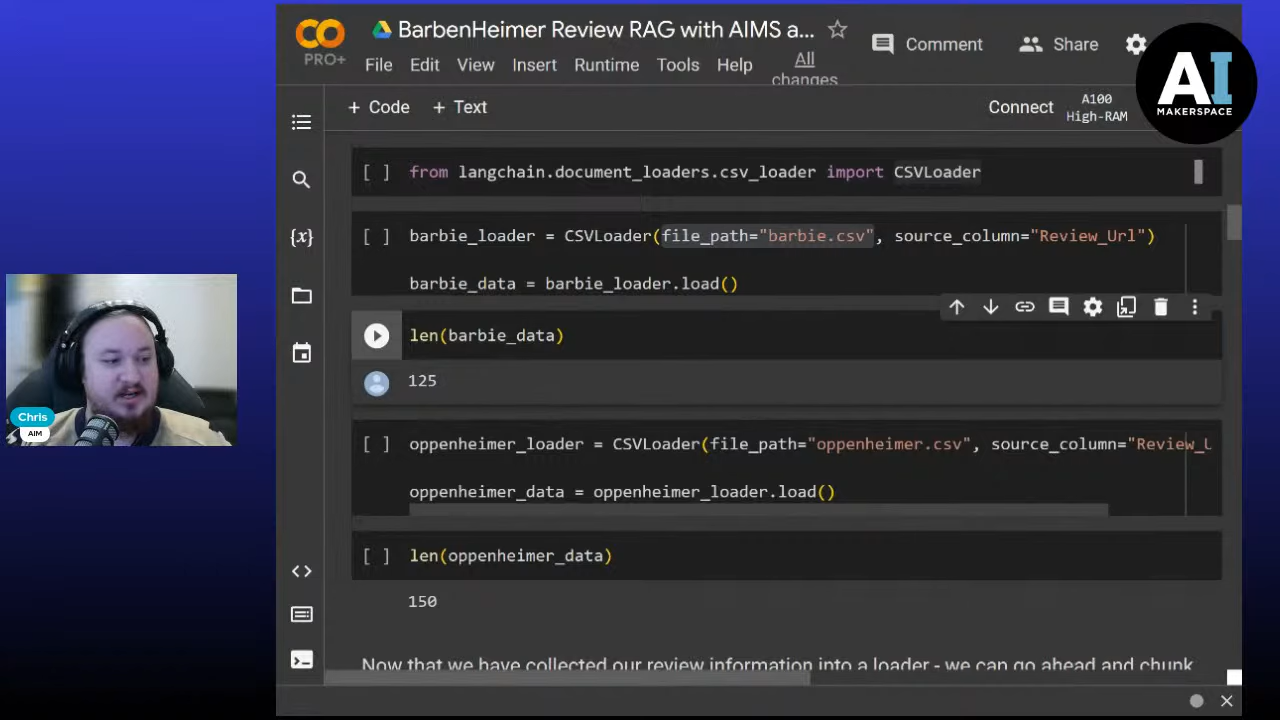 BarbenHeimer Review RAG with AIMS a...
PRO+
File Edit View Insert Runtime Tools Help All changes
Comment Share
AI
MAKERSPACE
+ Code + Text
Connect A100 High-RAM
[ ] from langchain.document_loaders.csv_loader import CSVLoader
{x}
[ ] barbie_loader = CSVLoader(file_path="barbie.csv", source_column="Review_Url")
barbie_data = barbie_loader.load()
len(barbie_data)
125
Chris
AIM
[ ] oppenheimer_loader = CSVLoader(file_path="oppenheimer.csv", source_column="Review_U
oppenheimer_data = oppenheimer_loader.load()
[ ] len(oppenheimer_data)
150
Now that we have collected our review information into a loader - we can go ahead and chunk